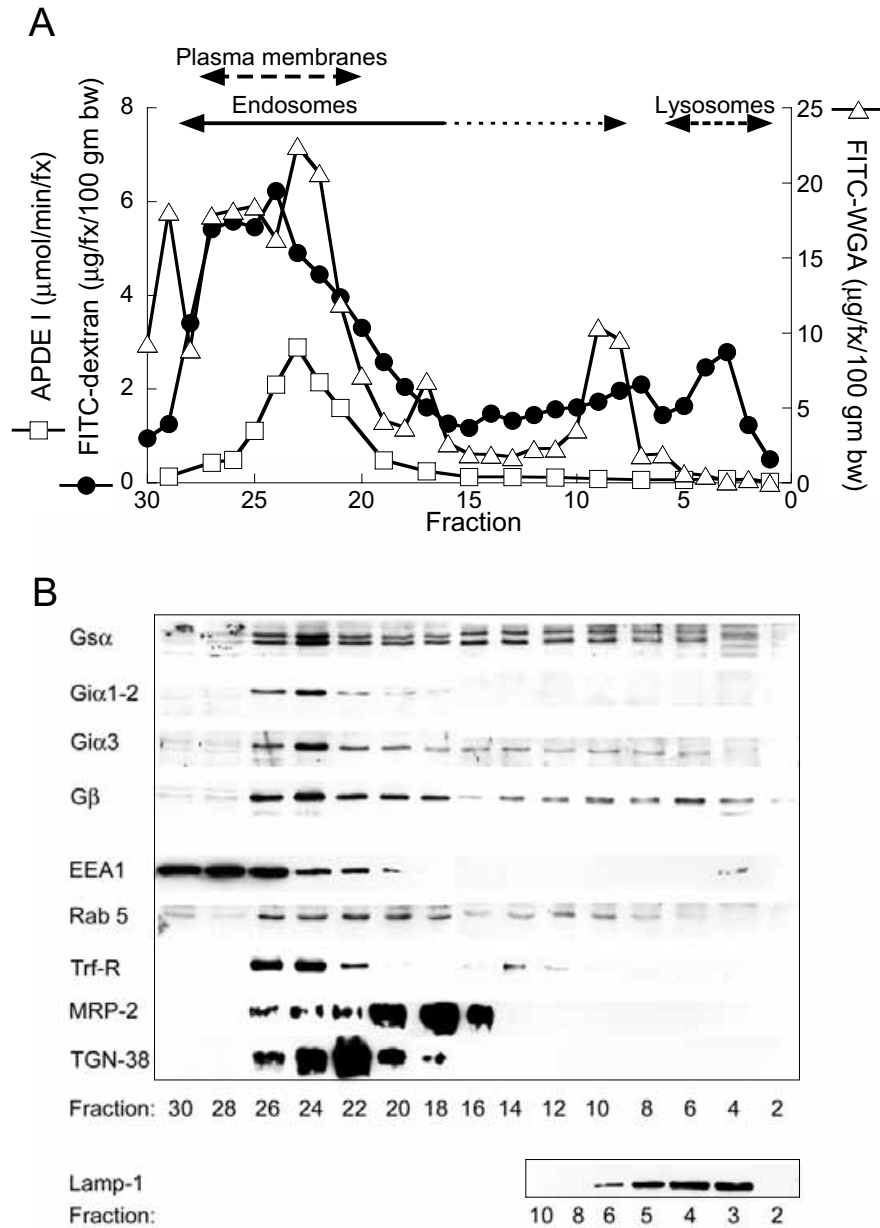 A
Plasma membranes
Endosomes
Lysosomes
APDE I (μmol/min/fx)
FITC-dextran (μg/fx/100 gm bw)
8
6
4
2
0
25
20
15
10
5
0
FITC-WGA
(μg/fx/100 gm bw)
30 25 20 15 10 5 0
Fraction
B
Gsα
Giα1-2
Giα3
Gβ
EEA1
Rab 5
Trf-R
MRP-2
TGN-38
Fraction: 30 28 26 24 22 20 18 16 14 12 10 8 6 4 2
Lamp-1
Fraction: 10 8 6 5 4 3 2